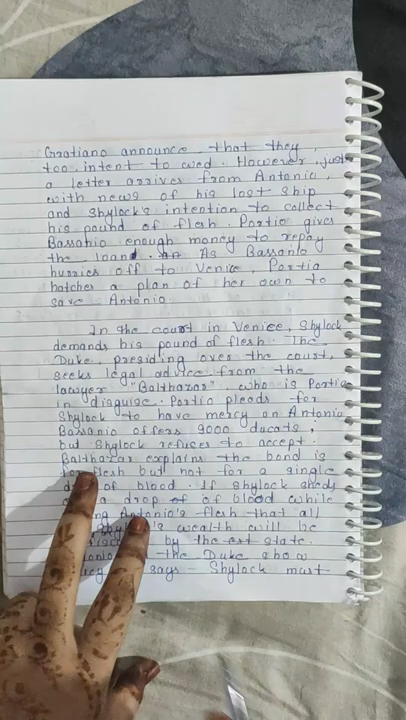 Gratiano announce that they
too intent to wed. However, just
a letter arrives from Antonio,
with news of his lost ship
and Shylock's intention to collect
his pound of flesh. Portio gives
Bassanio enough money to repay
the loan. As Bassanio
hurries off to Venice, Portia
hatches a plan of her own to
save Antonio.
In the court in Venice, Shylock
demands his pound of flesh. The
Duke, presiding over the court,
seeks legal advice from the
lawyer "Balthazar", who is Portia
in disguise. Portio pleads for
Shylock to have mercy on Antonio
Bassanio offers 9000 ducats,
but Shylock refuses to accept.
Balthazar explains the bond is
flesh but not for a single
of blood. If Shylock sheds
a drop of of blood while
Antonio's flesh that all
wealth will be
by the state.
the Duke show
says - Shylock must